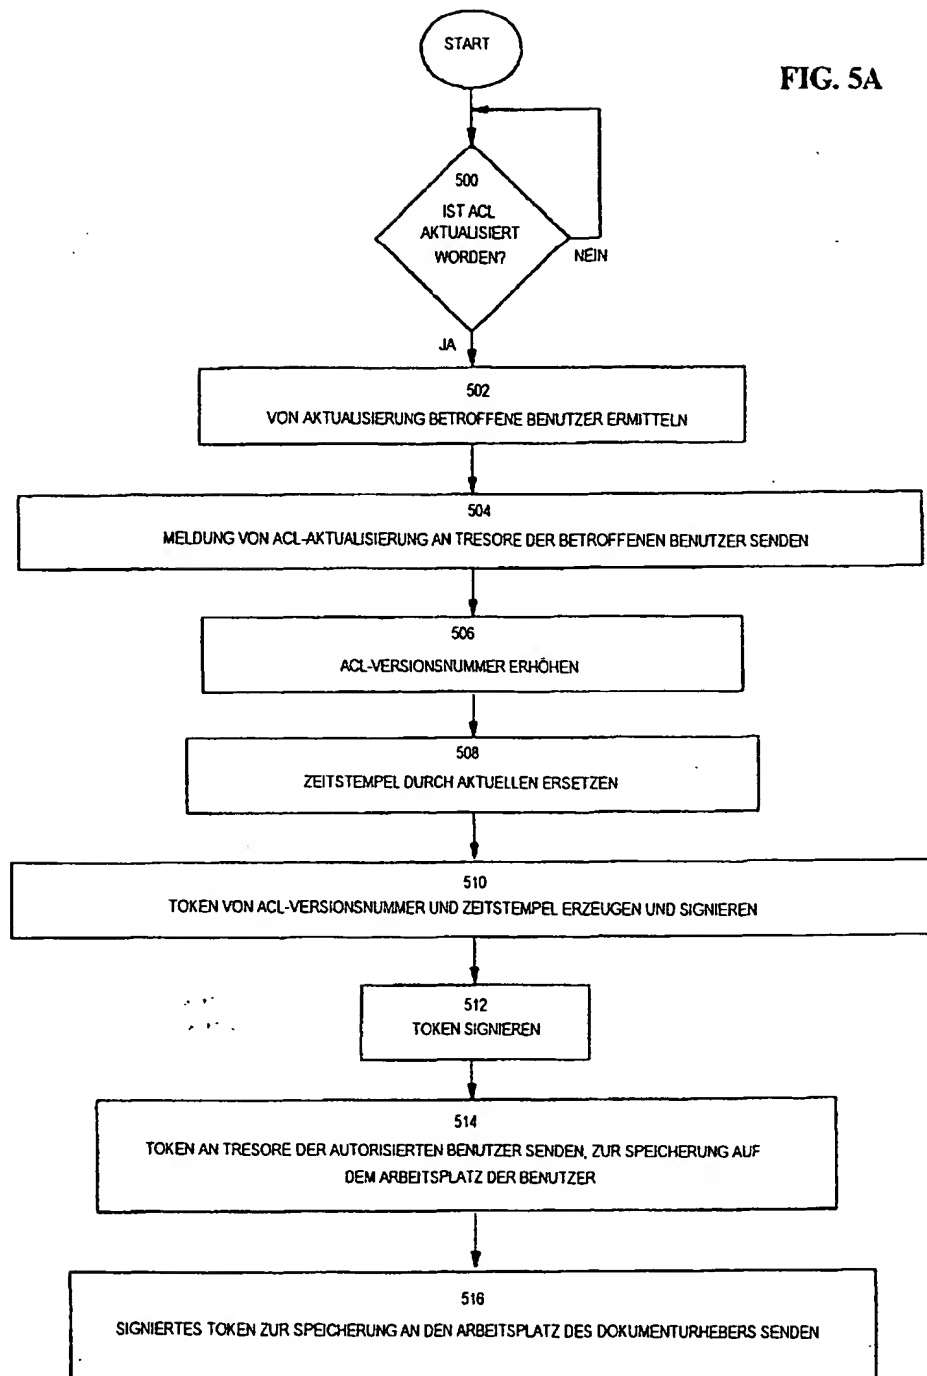 START
FIG. 5A
500
IST ACL
AKTUALISIERT
WORDEN?
NEIN
JA
502
VON AKTUALISIERUNG BETROFFENE BENUTZER ERMITTELN
504
MELDUNG VON ACL-AKTUALISIERUNG AN TRESORE DER BETROFFENEN BENUTZER SENDEN
506
ACL-VERSIONSNUMMER ERHÖHEN
508
ZEITSTEMPEL DURCH AKTUELLEN ERSETZEN
510
TOKEN VON ACL-VERSIONSNUMMER UND ZEITSTEMPEL ERZEUGEN UND SIGNIEREN
512
TOKEN SIGNIEREN
514
TOKEN AN TRESORE DER AUTORISIERTEN BENUTZER SENDEN, ZUR SPEICHERUNG AUF
DEM ARBEITSPLATZ DER BENUTZER
516
SIGNIERTES TOKEN ZUR SPEICHERUNG AN DEN ARBEITSPLATZ DES DOKUMENTURHEBERS SENDEN